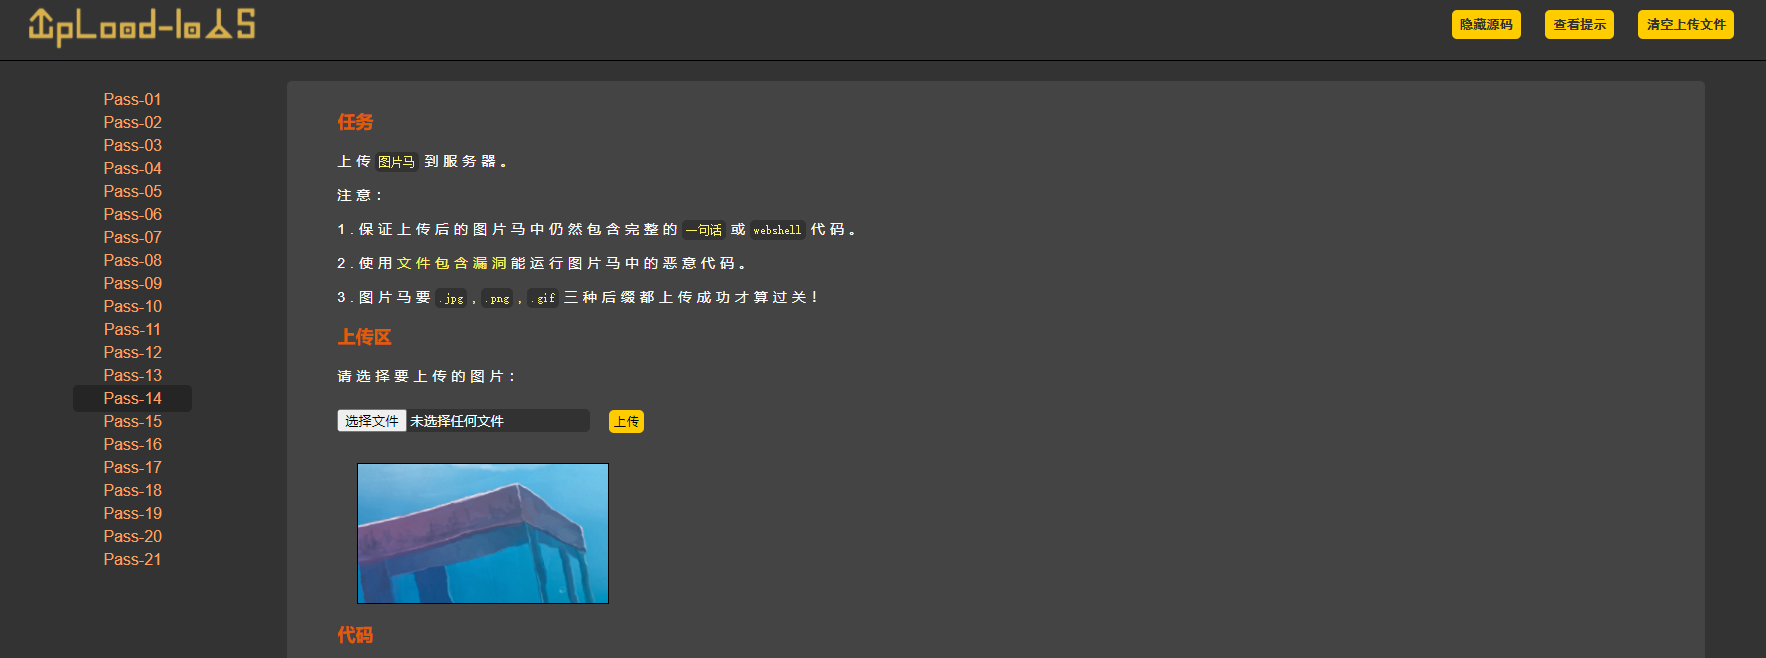 UpLoad-labs
隐藏源码 查看提示 清空上传文件
Pass-01
Pass-02
Pass-03
Pass-04
Pass-05
Pass-06
Pass-07
Pass-08
Pass-09
Pass-10
Pass-11
Pass-12
Pass-13
Pass-14
Pass-15
Pass-16
Pass-17
Pass-18
Pass-19
Pass-20
Pass-21
任务
上传 图片马 到服务器。
注意：
1.保证上传后的图片马中仍然包含完整的 一句话 或 webshell 代码。
2.使用文件包含漏洞能运行图片马中的恶意代码。
3.图片马要 .jpg , .png , .gif 三种后缀都上传成功才算过关！
上传区
请选择要上传的图片：
选择文件 未选择任何文件 上传
代码